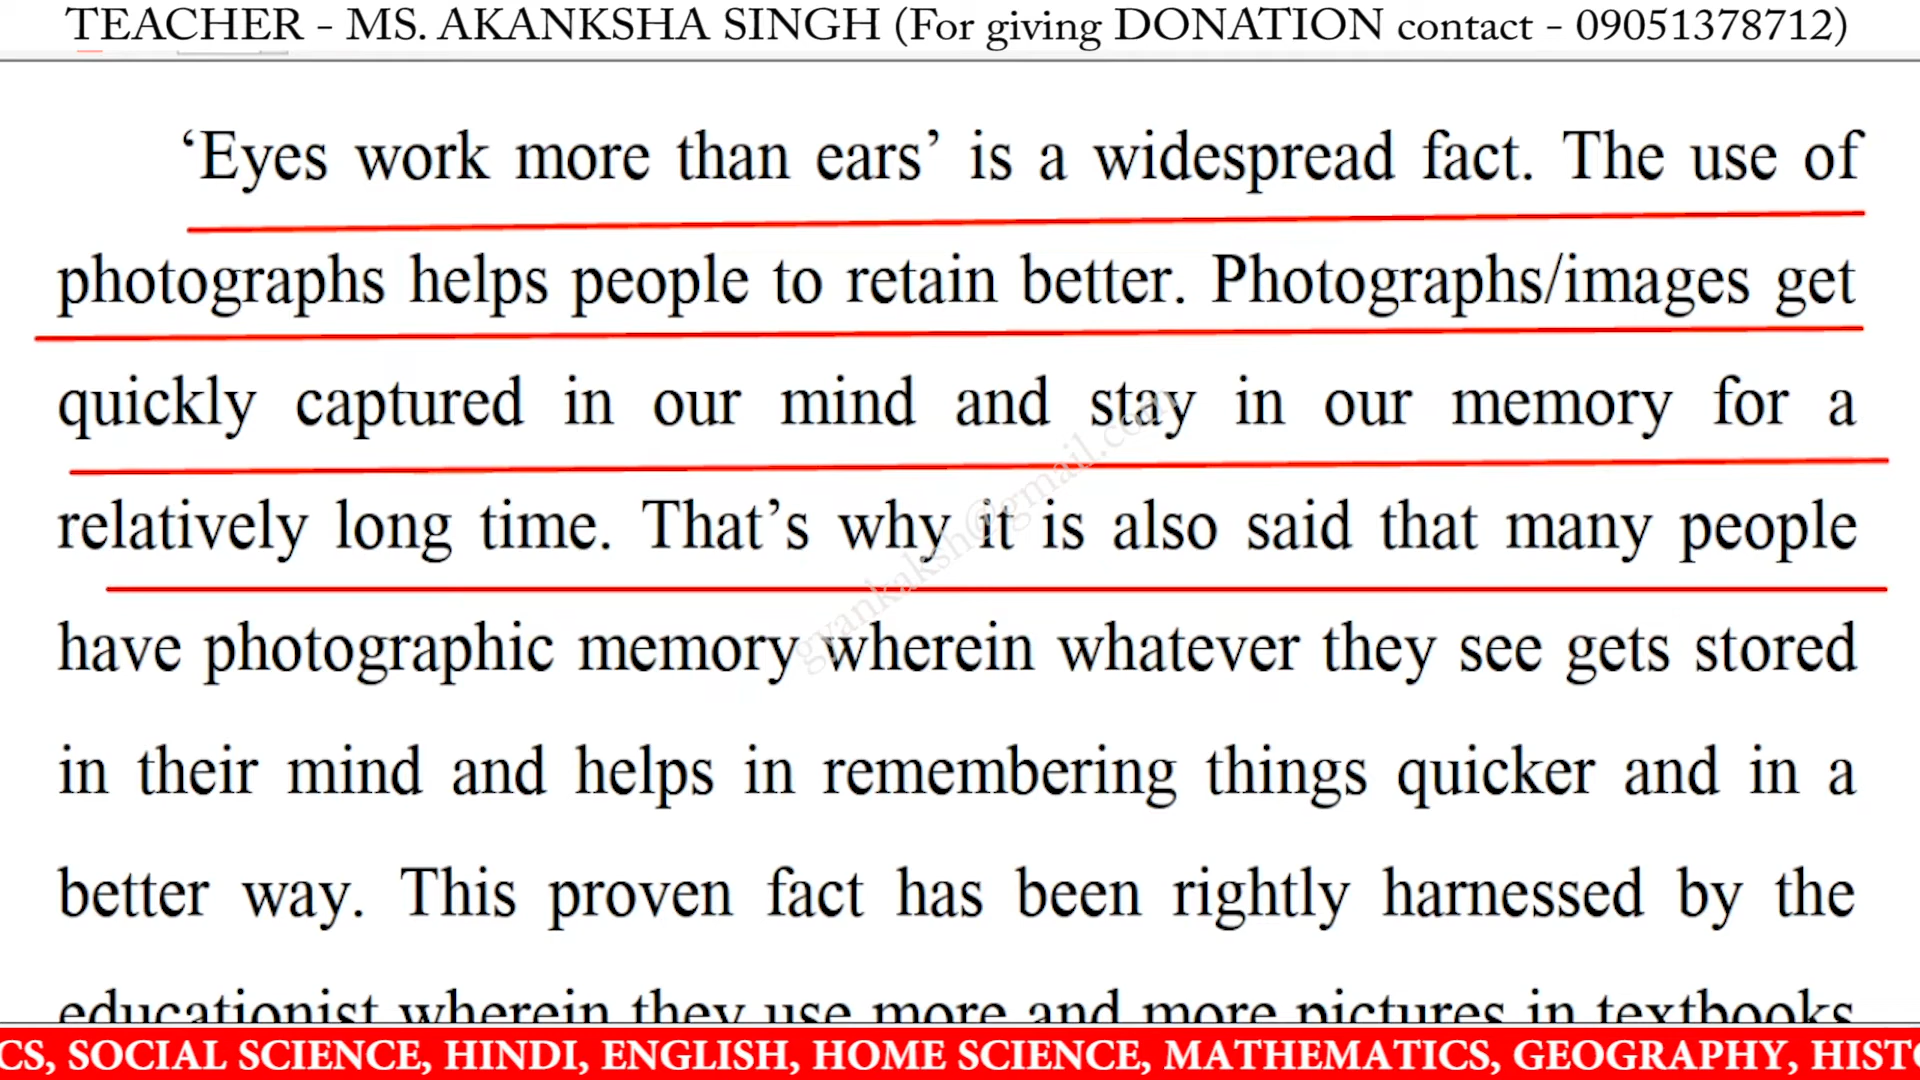 TEACHER - MS. AKANKSHA SINGH (For giving DONATION contact - 09051378712)
‘Eyes work more than ears’ is a widespread fact. The use of
photographs helps people to retain better. Photographs/images get
quickly captured in our mind and stay in our memory for a
relatively long time. That’s why it is also said that many people
have photographic memory wherein whatever they see gets stored
in their mind and helps in remembering things quicker and in a
better way. This proven fact has been rightly harnessed by the
educationist wherein they use more and more pictures in textbooks
gyankaksh@gmail.com
CS, SOCIAL SCIENCE, HINDI, ENGLISH, HOME SCIENCE, MATHEMATICS, GEOGRAPHY, HIST